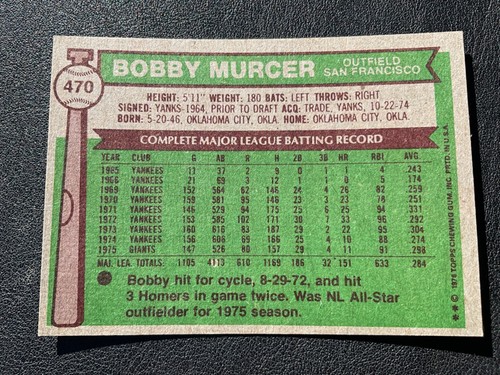 470
BOBBY MURCER OUTFIELD
SAN FRANCISCO
HEIGHT: 5'11" WEIGHT: 180 BATS: LEFT THROWS: RIGHT
SIGNED: YANKS-1964, PRIOR TO DRAFT ACQ: TRADE, YANKS, 10-22-74
BORN: 5-20-46, OKLAHOMA CITY, OKLA. HOME: OKLAHOMA CITY, OKLA.
COMPLETE MAJOR LEAGUE BATTING RECORD
YEAR CLUB G AB R H 2B 3B HR RBI AVG.
1965 YANKEES 11 37 2 9 0 1 1 4 .243
1966 YANKEES 21 69 3 12 1 1 0 5 .174
1969 YANKEES 152 564 82 146 24 4 26 82 .259
1970 YANKEES 159 581 95 146 23 3 23 78 .251
1971 YANKEES 146 529 94 175 25 6 25 94 .331
1972 YANKEES 153 585 102 171 30 7 33 96 .292
1973 YANKEES 160 616 83 187 29 2 22 95 .304
1974 YANKEES 156 606 69 166 25 4 10 88 .274
1975 GIANTS 147 526 80 157 29 4 11 91 .298
MAJ. LEA. TOTALS: 1105 4113 610 1169 186 32 151 633 .284
Bobby hit for cycle, 8-29-72, and hit
3 Homers in game twice. Was NL All-Star
outfielder for 1975 season.
** © 1976 TOPPS CHEWING GUM, INC. PRTD. IN U.S.A.